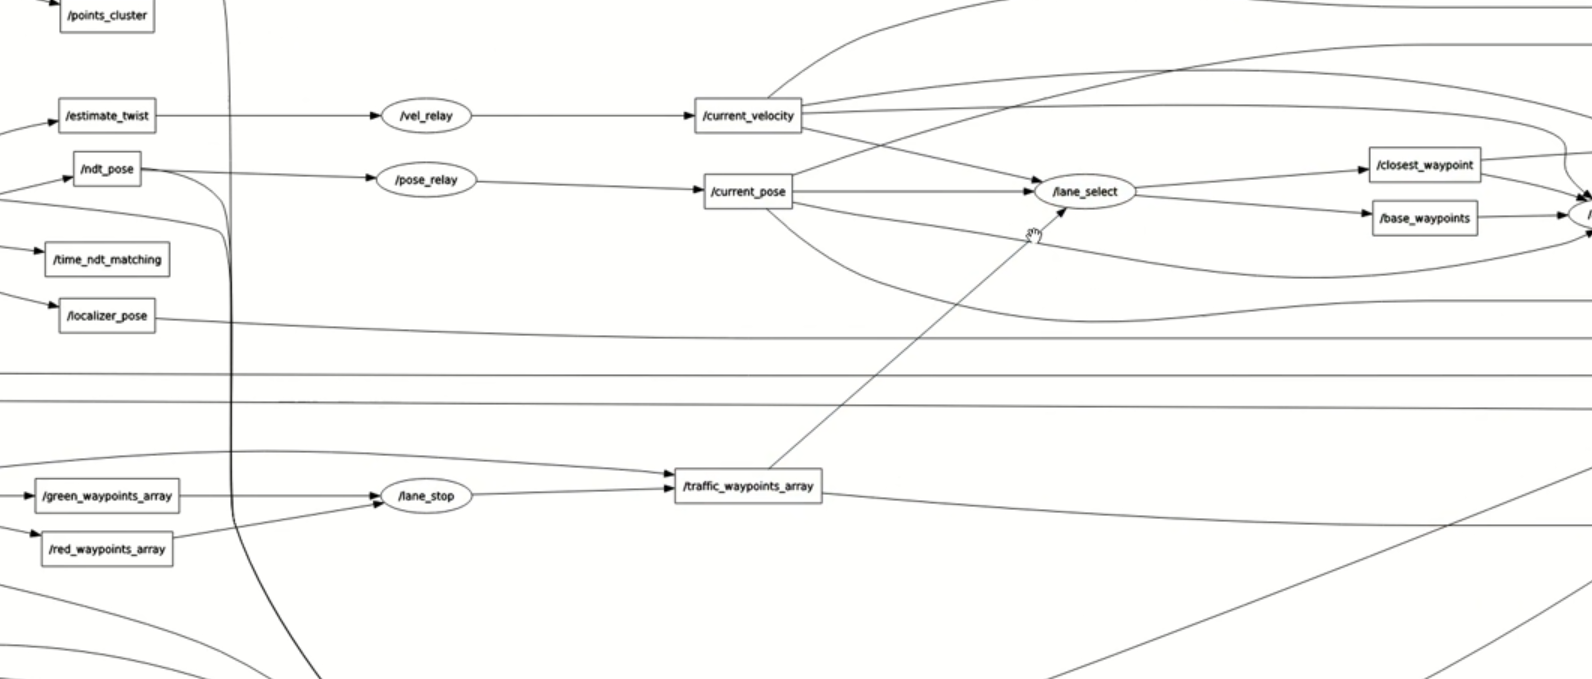 /points_cluster
/estimate_twist
/vel_relay
/current_velocity
/ndt_pose
/pose_relay
/current_pose
/lane_select
/closest_waypoint
/base_waypoints
/time_ndt_matching
/localizer_pose
/green_waypoints_array
/lane_stop
/traffic_waypoints_array
/red_waypoints_array